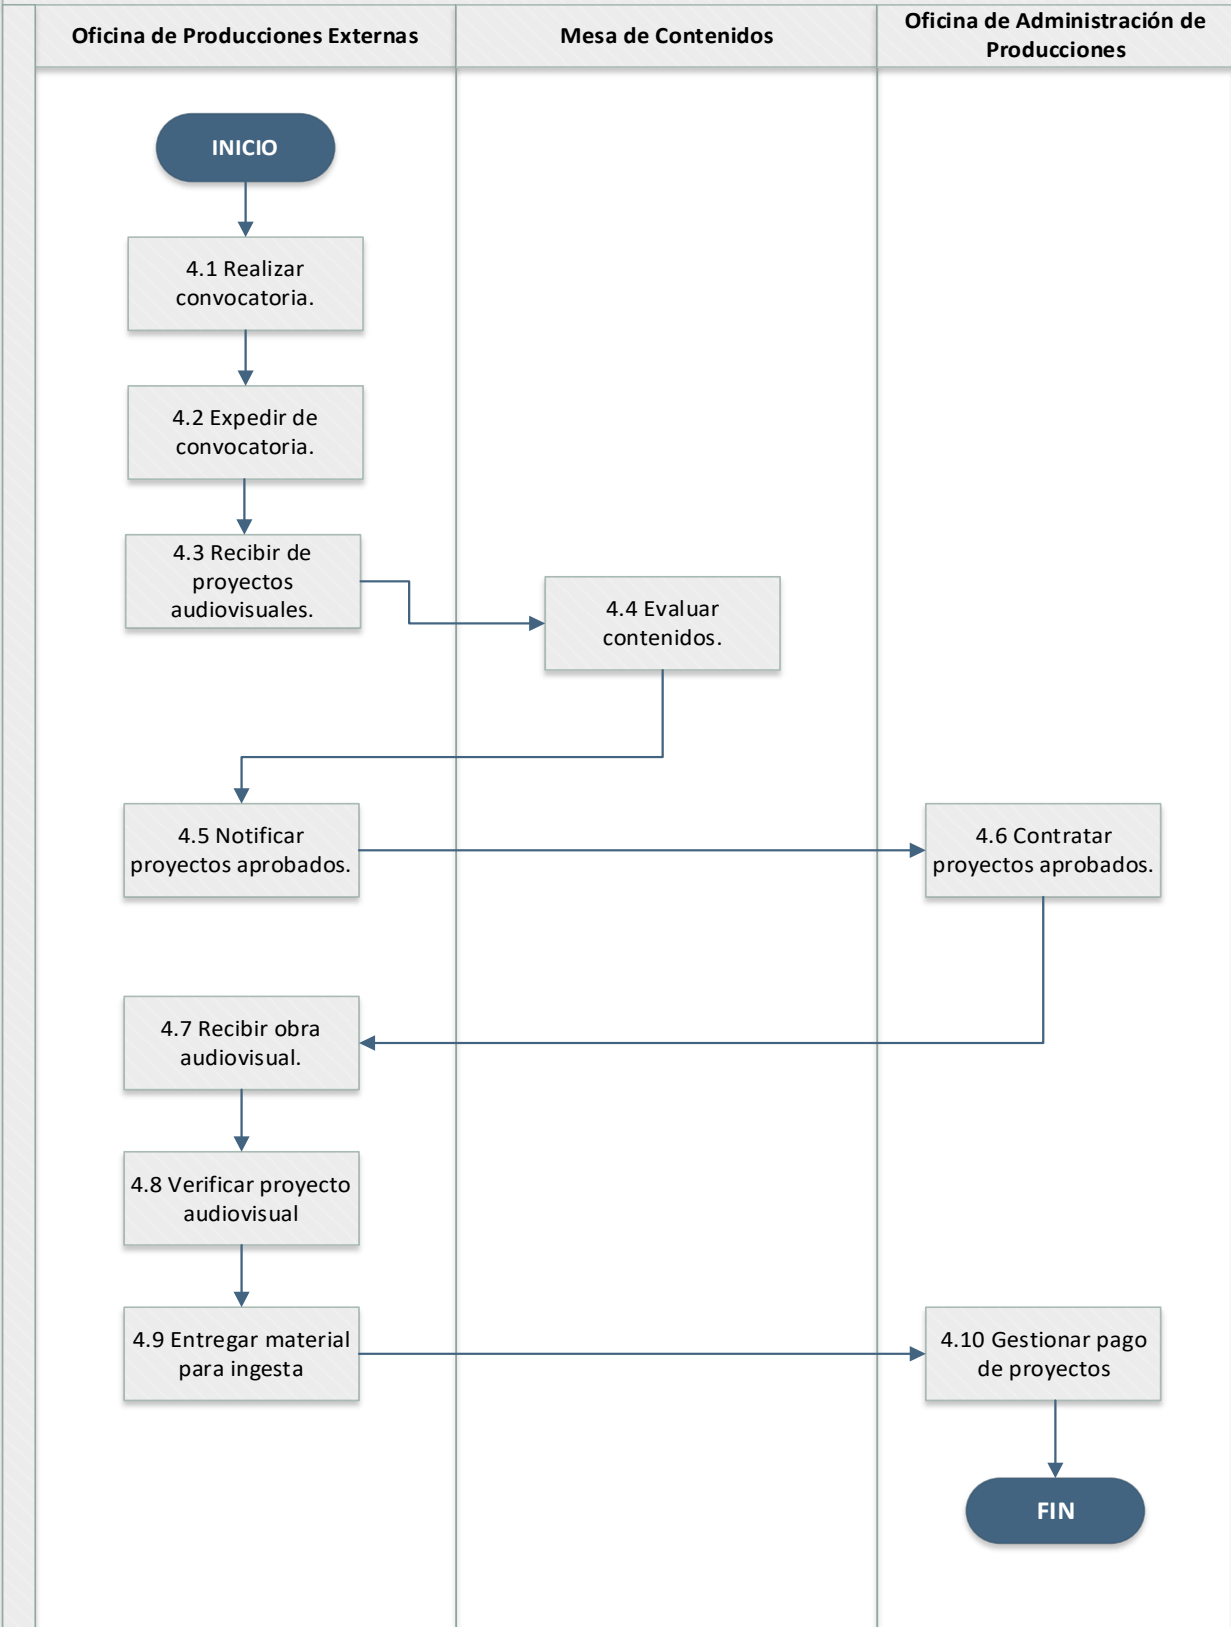 Oficina de Producciones Externas
Mesa de Contenidos
Oficina de Administración de
Producciones
INICIO
4.1 Realizar
convocatoria.
4.2 Expedir de
convocatoria.
4.3 Recibir de
proyectos
audiovisuales.
4.4 Evaluar
contenidos.
4.5 Notificar
proyectos aprobados.
4.6 Contratar
proyectos aprobados.
4.7 Recibir obra
audiovisual.
4.8 Verificar proyecto
audiovisual
4.9 Entregar material
para ingesta
4.10 Gestionar pago
de proyectos
FIN